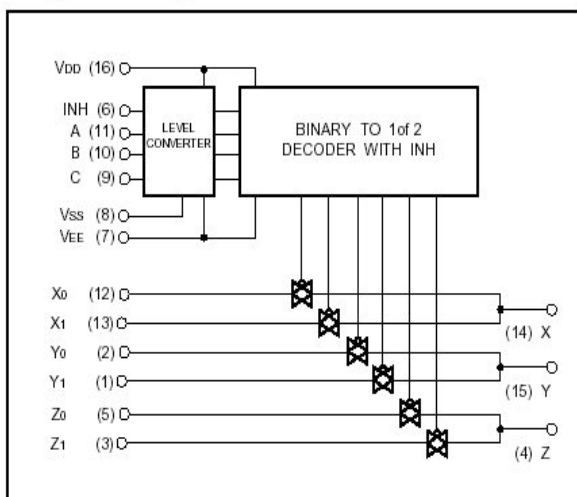 VDD (16)
INH (6)
A (11)
B (10)
C (9)
VSS (8)
VEE (7)
LEVEL
CONVERTER
BINARY TO 1of 2
DECODER WITH INH
X0 (12)
X1 (13)
(14) X
Y0 (2)
Y1 (1)
(15) Y
Z0 (5)
Z1 (3)
(4) Z